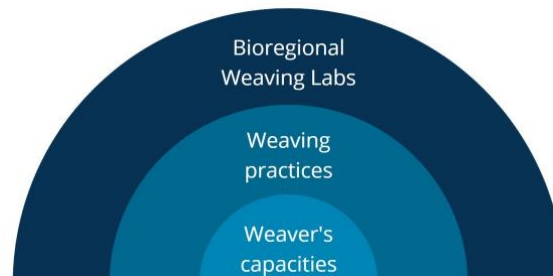 Bioregional
Weaving Labs
Weaving
practices
Weaver's
capacities